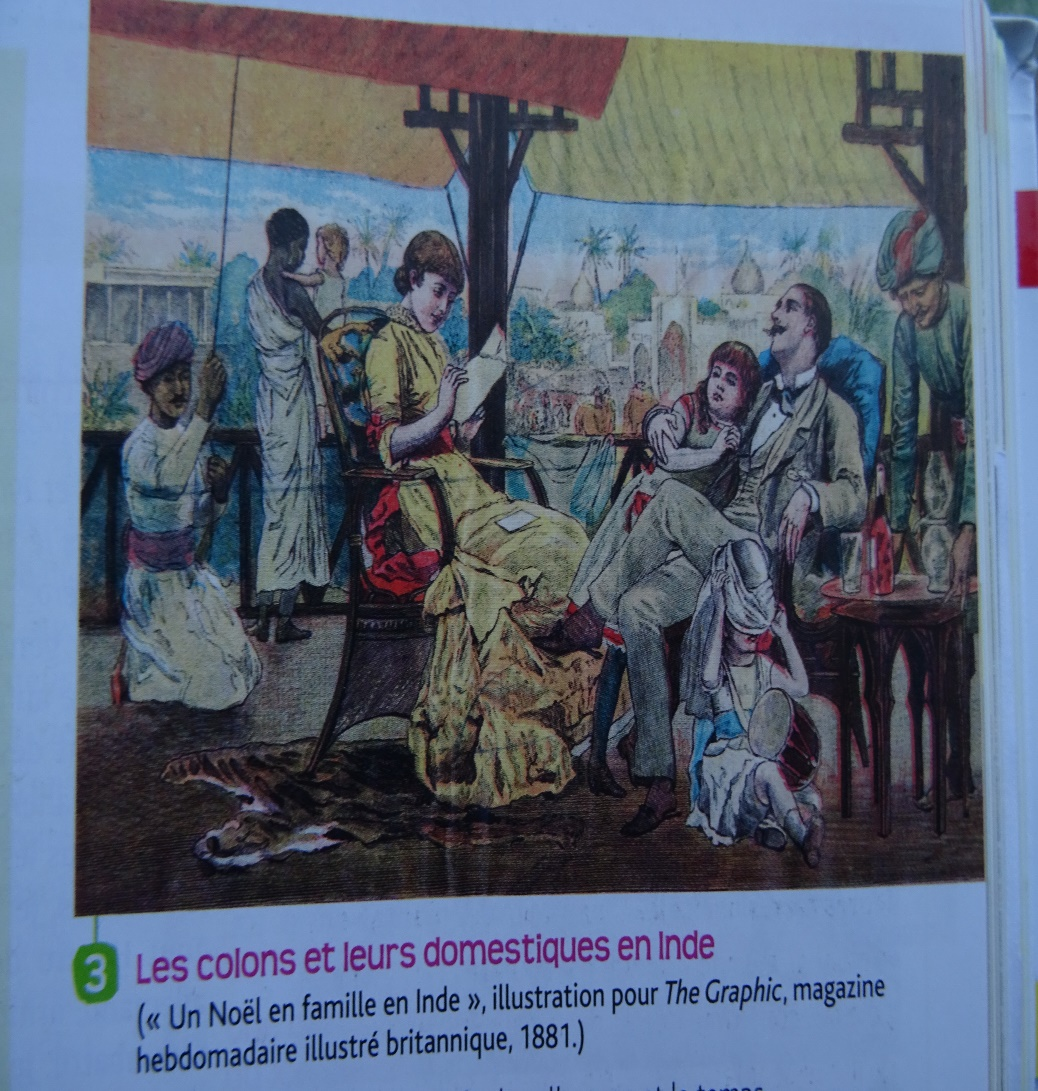 3 Les colons et leurs domestiques en Inde
(« Un Noël en famille en Inde », illustration pour The Graphic, magazine
hebdomadaire illustré britannique, 1881.)